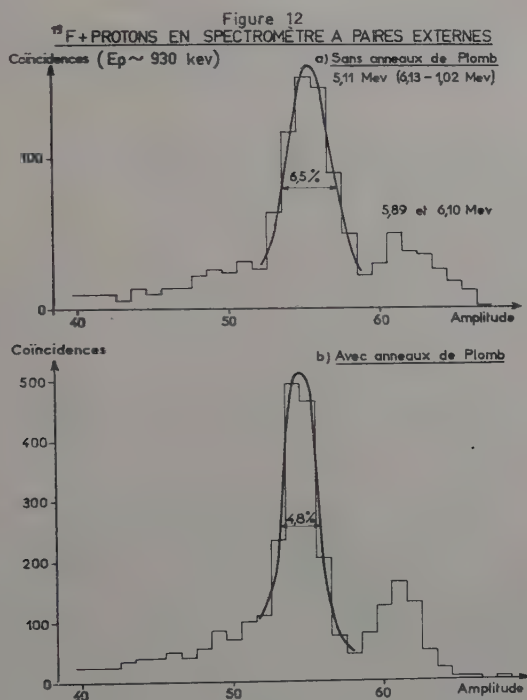 Figure 12
¹⁹F+PROTONS EN SPECTROMÈTRE A PAIRES EXTERNES
Coïncidences (Ep ~ 930 kev)
a) Sans anneaux de Plomb
5,11 Mev (6,13 – 1,02 Mev)
100
6,5%
5,89 et 6,10 Mev
0
40
50
60
Amplitude
Coïncidences
b) Avec anneaux de Plomb
500
400
300
4,8%
200
100
0
40
50
60
Amplitude